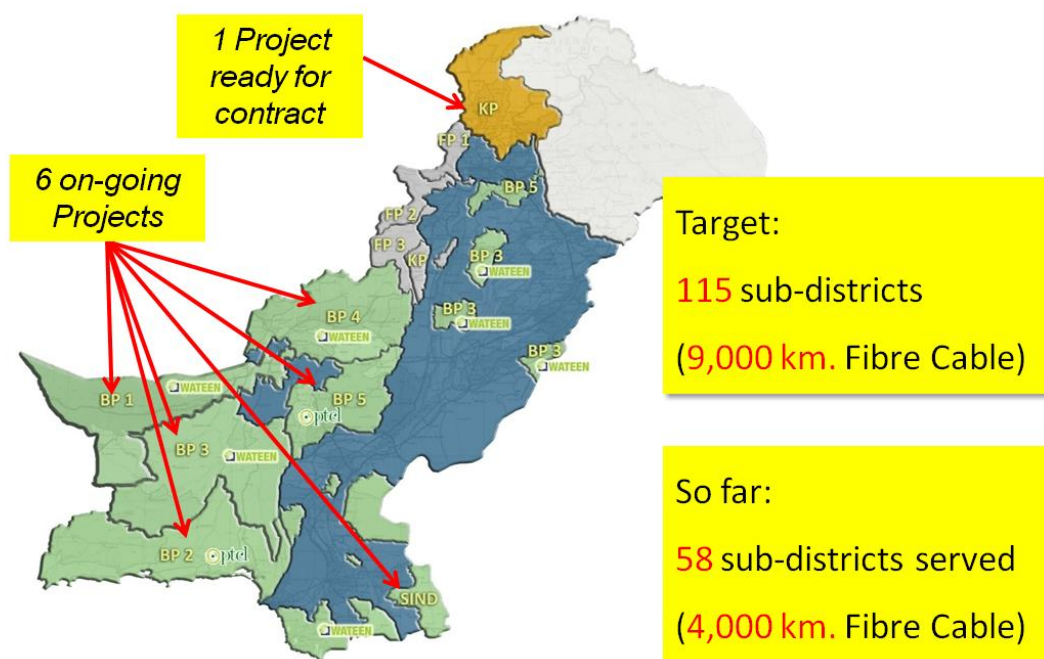 1 Project
ready for
contract
6 on-going
Projects
KP
FP 1
BP 5
FP 2
FP 3
KP
BP 3
WATEEN
BP 3
WATEEN
BP 3
WATEEN
BP 4
WATEEN
BP 1
WATEEN
BP 5
ptcl
BP 3
WATEEN
BP 2
ptcl
SIND
WATEEN
Target:
115 sub-districts
(9,000 km. Fibre Cable)
So far:
58 sub-districts served
(4,000 km. Fibre Cable)